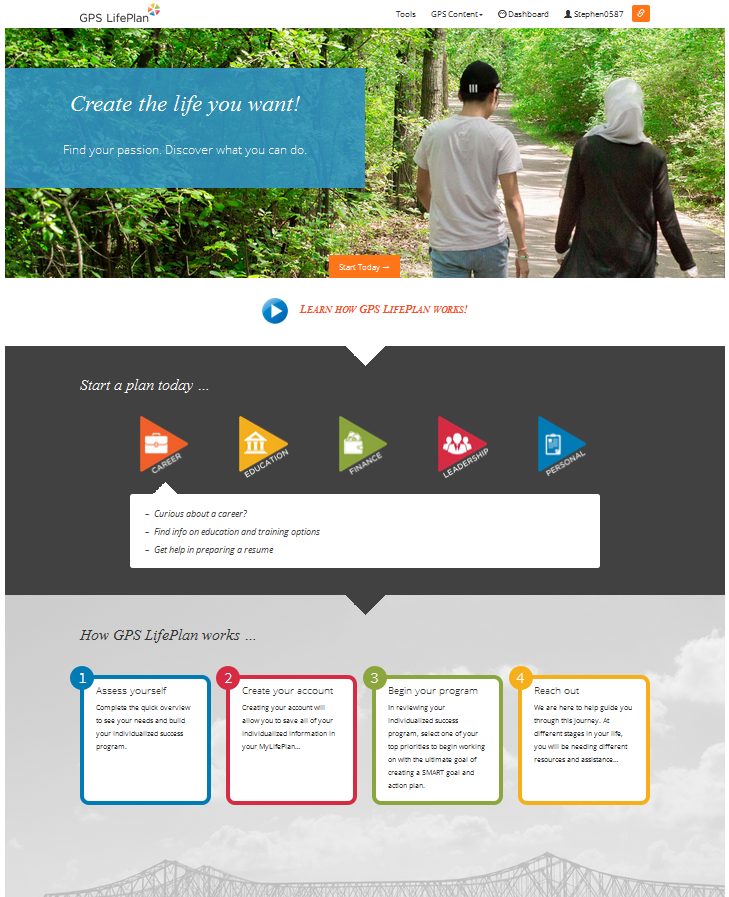 GPS LifePlan
Tools GPS Content Dashboard Stephen0587
Create the life you want!
Find your passion. Discover what you can do.
Start Today →
LEARN HOW GPS LIFEPLAN WORKS!
Start a plan today ...
CAREER
EDUCATION
FINANCE
LEADERSHIP
PERSONAL
– Curious about a career?
– Find info on education and training options
– Get help in preparing a resume
How GPS LifePlan works ...
1
Assess yourself
Complete the quick overview
to see your needs and build
your individualized success
program.
2
Create your account
Creating your account will
allow you to save all of your
individualized information in
your MyLifePlan...
3
Begin your program
In reviewing your
individualized success
program, select one of your
top priorities to begin working
on with the ultimate goal of
creating a SMART goal and
action plan.
4
Reach out
We are here to help guide you
through this journey. At
different stages in your life,
you will be needing different
resources and assistance...